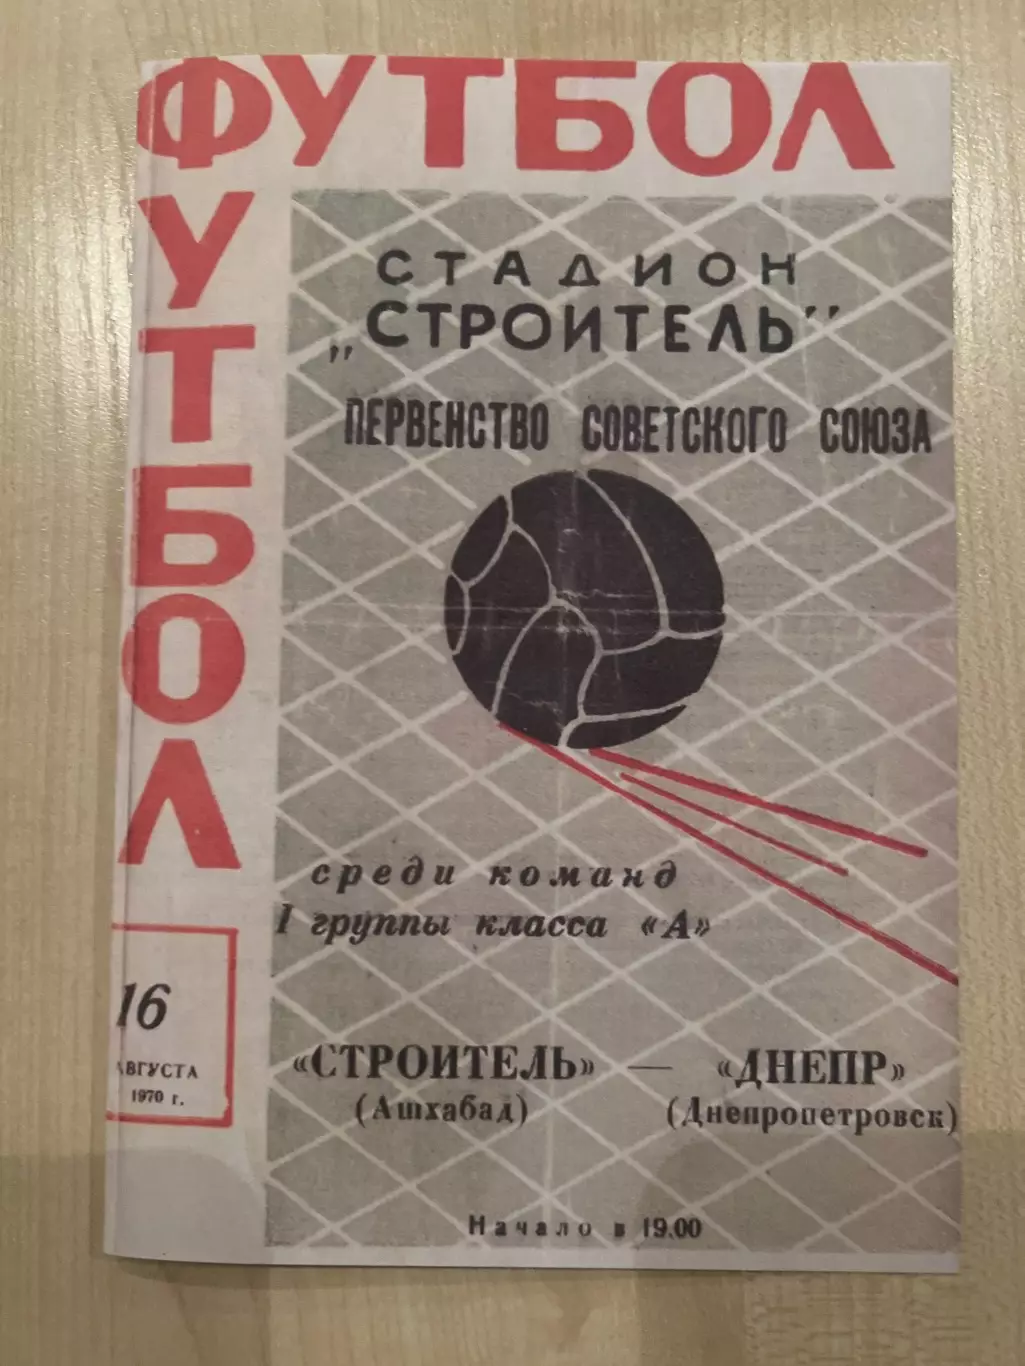 ФУТБОЛ
ФУТБОЛ
СТАДИОН
„СТРОИТЕЛЬ"
ПЕРВЕНСТВО СОВЕТСКОГО СОЮЗА
среди команд
I группы класса «А»
16
АВГУСТА
1970 г.
«СТРОИТЕЛЬ» — «ДНЕПР»
(Ашхабад) (Днепропетровск)
Начало в 19.00